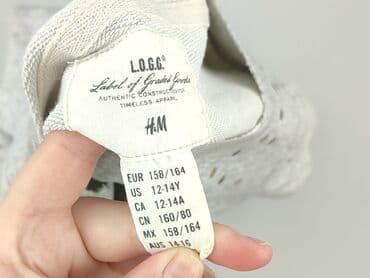 L.O.G.G.®
Label of Graded Goods
AUTHENTIC CONSTRUCTION
TIMELESS APPAREL
H&M
EUR 158/164
US 12-14Y
CA 12-14A
CN 160/80
MX 158/164
AUS 14-16